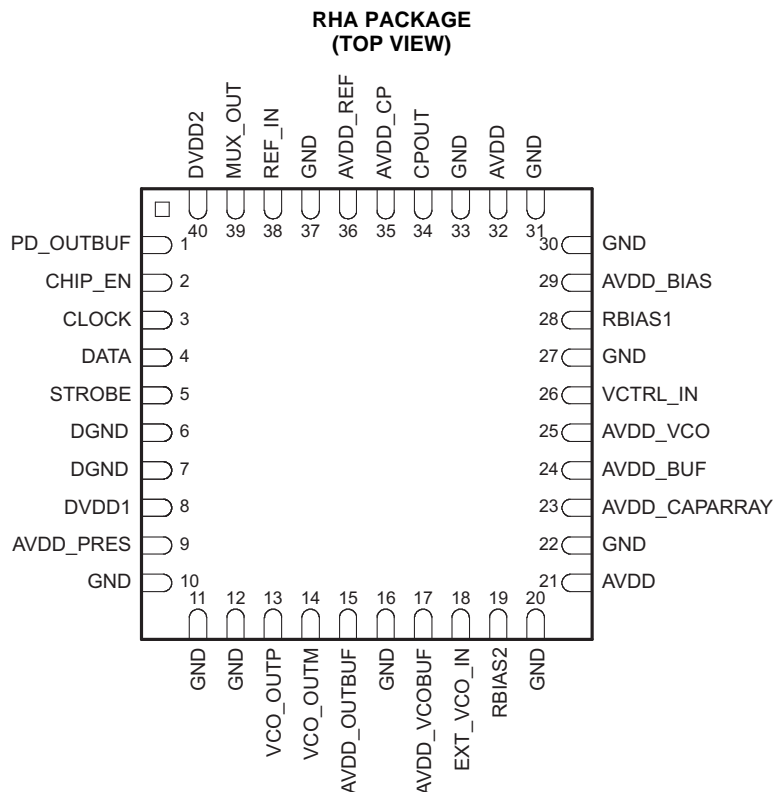 RHA PACKAGE
(TOP VIEW)
DVDD2
MUX_OUT
REF_IN
GND
AVDD_REF
AVDD_CP
CPOUT
GND
AVDD
GND
40 39 38 37 36 35 34 33 32 31
PD_OUTBUF 1
CHIP_EN 2
CLOCK 3
DATA 4
STROBE 5
DGND 6
DGND 7
DVDD1 8
AVDD_PRES 9
GND 10
30 GND
29 AVDD_BIAS
28 RBIAS1
27 GND
26 VCTRL_IN
25 AVDD_VCO
24 AVDD_BUF
23 AVDD_CAPARRAY
22 GND
21 AVDD
11 12 13 14 15 16 17 18 19 20
GND
GND
VCO_OUTP
VCO_OUTM
AVDD_OUTBUF
GND
AVDD_VCOBUF
EXT_VCO_IN
RBIAS2
GND